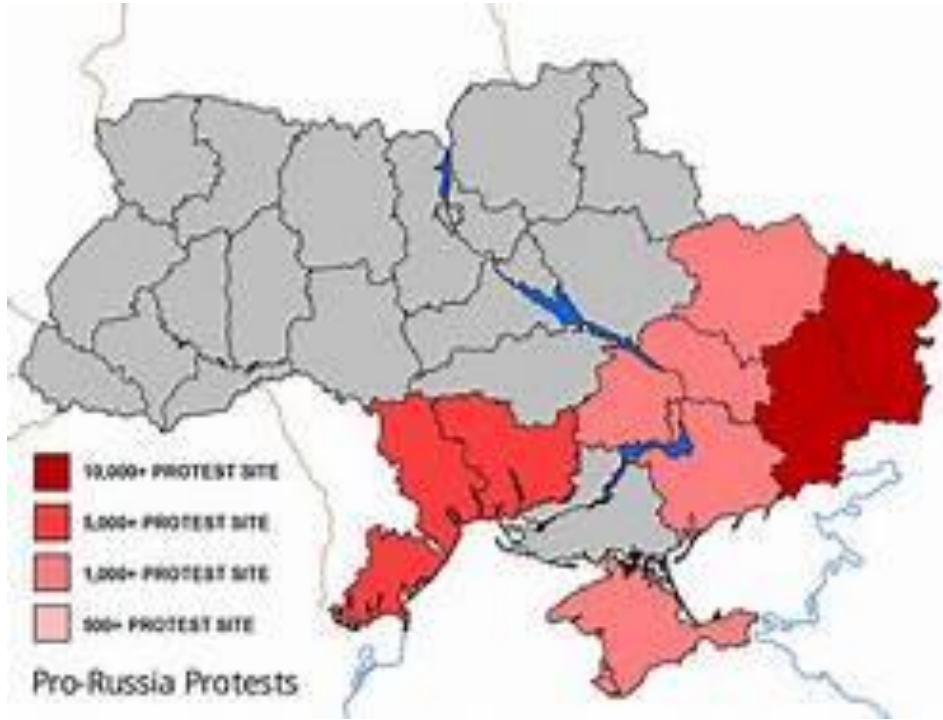 10,000+ PROTEST SITE
5,000+ PROTEST SITE
1,000+ PROTEST SITE
500+ PROTEST SITE
Pro-Russia Protests